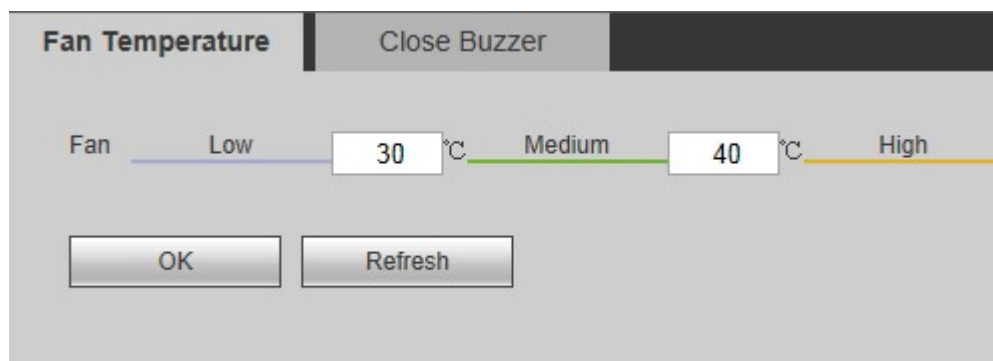 Fan Temperature Close Buzzer
Fan Low 30 ℃ Medium 40 ℃ High
OK Refresh